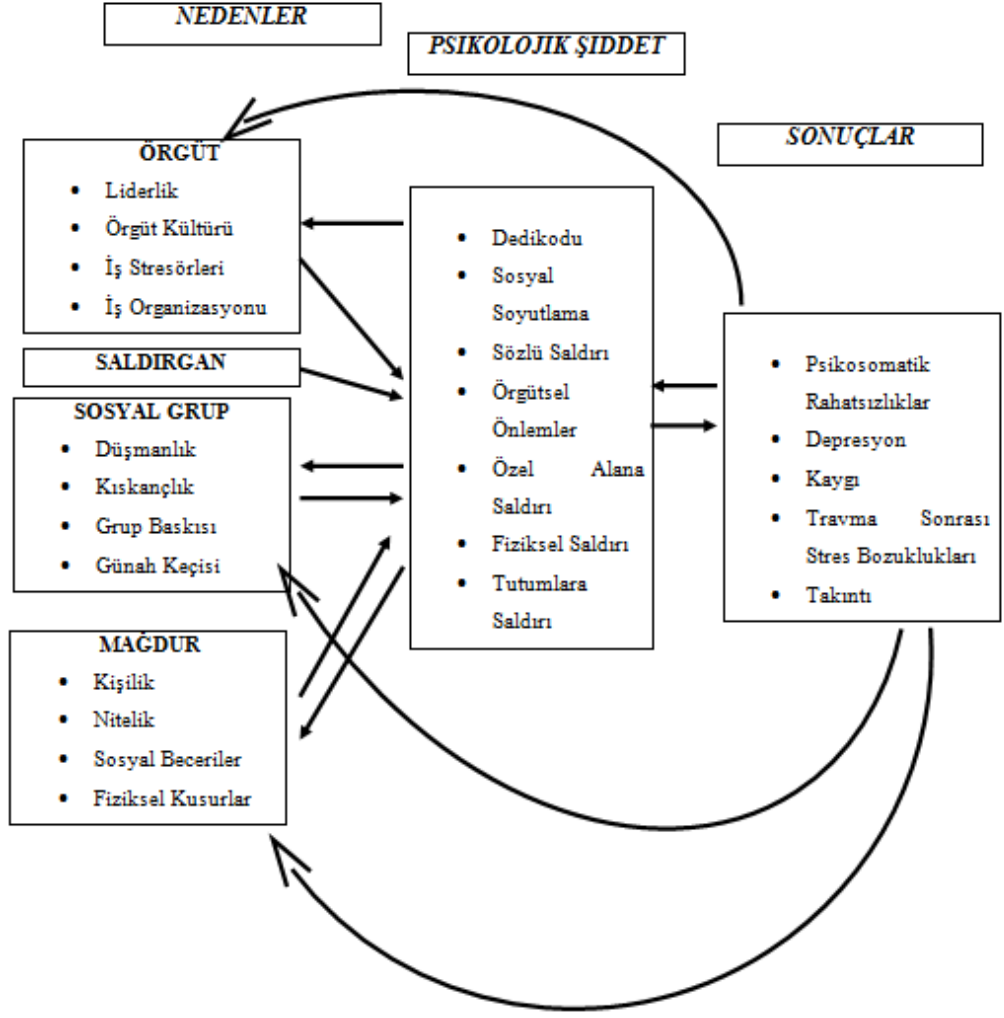 NEDENLER
PSIKOLOJIK ŞIDDET
SONUÇLAR
ÖRGÜT
• Liderlik
• Örgüt Kültürü
• İş Stresörleri
• İş Organizasyonu
SALDIRGAN
SOSYAL GRUP
• Düşmanlık
• Kıskançlık
• Grup Baskısı
• Günah Keçisi
MAĞDUR
• Kişilik
• Nitelik
• Sosyal Beceriler
• Fiziksel Kusurlar
• Dedikodu
• Sosyal
Soyutlama
• Sözlü Saldırı
• Örgütsel
Önlemler
• Özel Alana
Saldırı
• Fiziksel Saldırı
• Tutumlara
Saldırı
• Psikosomatik
Rahatsızlıklar
• Depresyon
• Kaygı
• Travma Sonrası
Stres Bozuklukları
• Takıntı